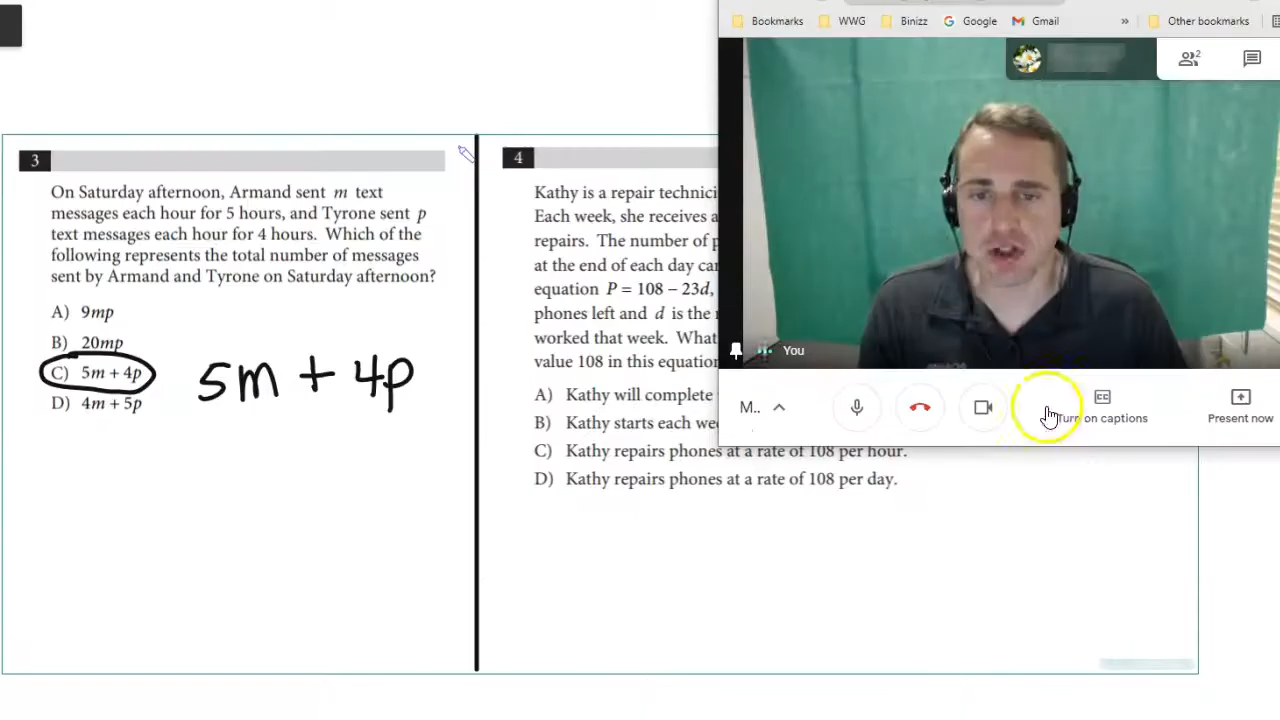 Bookmarks WWG Binizz Google Gmail » Other bookmarks
2
3
On Saturday afternoon, Armand sent m text
messages each hour for 5 hours, and Tyrone sent p
text messages each hour for 4 hours. Which of the
following represents the total number of messages
sent by Armand and Tyrone on Saturday afternoon?
A) 9mp
B) 20mp
C) 5m + 4p
D) 4m + 5p
5m + 4p
4
Kathy is a repair
Each week, she receives a
repairs. The number of
at the end of each day
equation P = 108 − 23d,
phones left and d is the
worked that week. What
value 108 in this equation
A) Kathy will complete
B) Kathy starts each
C) Kathy repairs phones at a rate of 108 per hour.
D) Kathy repairs phones at a rate of 108 per day.
You
M..
Turn on captions
Present now